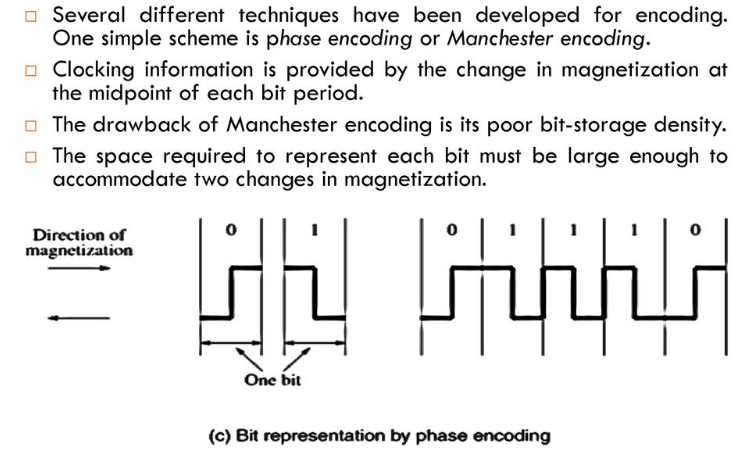 Several different techniques have been developed for encoding.
One simple scheme is phase encoding or Manchester encoding.
Clocking information is provided by the change in magnetization at
the midpoint of each bit period.
The drawback of Manchester encoding is its poor bit-storage density.
The space required to represent each bit must be large enough to
accommodate two changes in magnetization.
Direction of
magnetization
0 1 0 1 1 1 0
One bit
(c) Bit representation by phase encoding